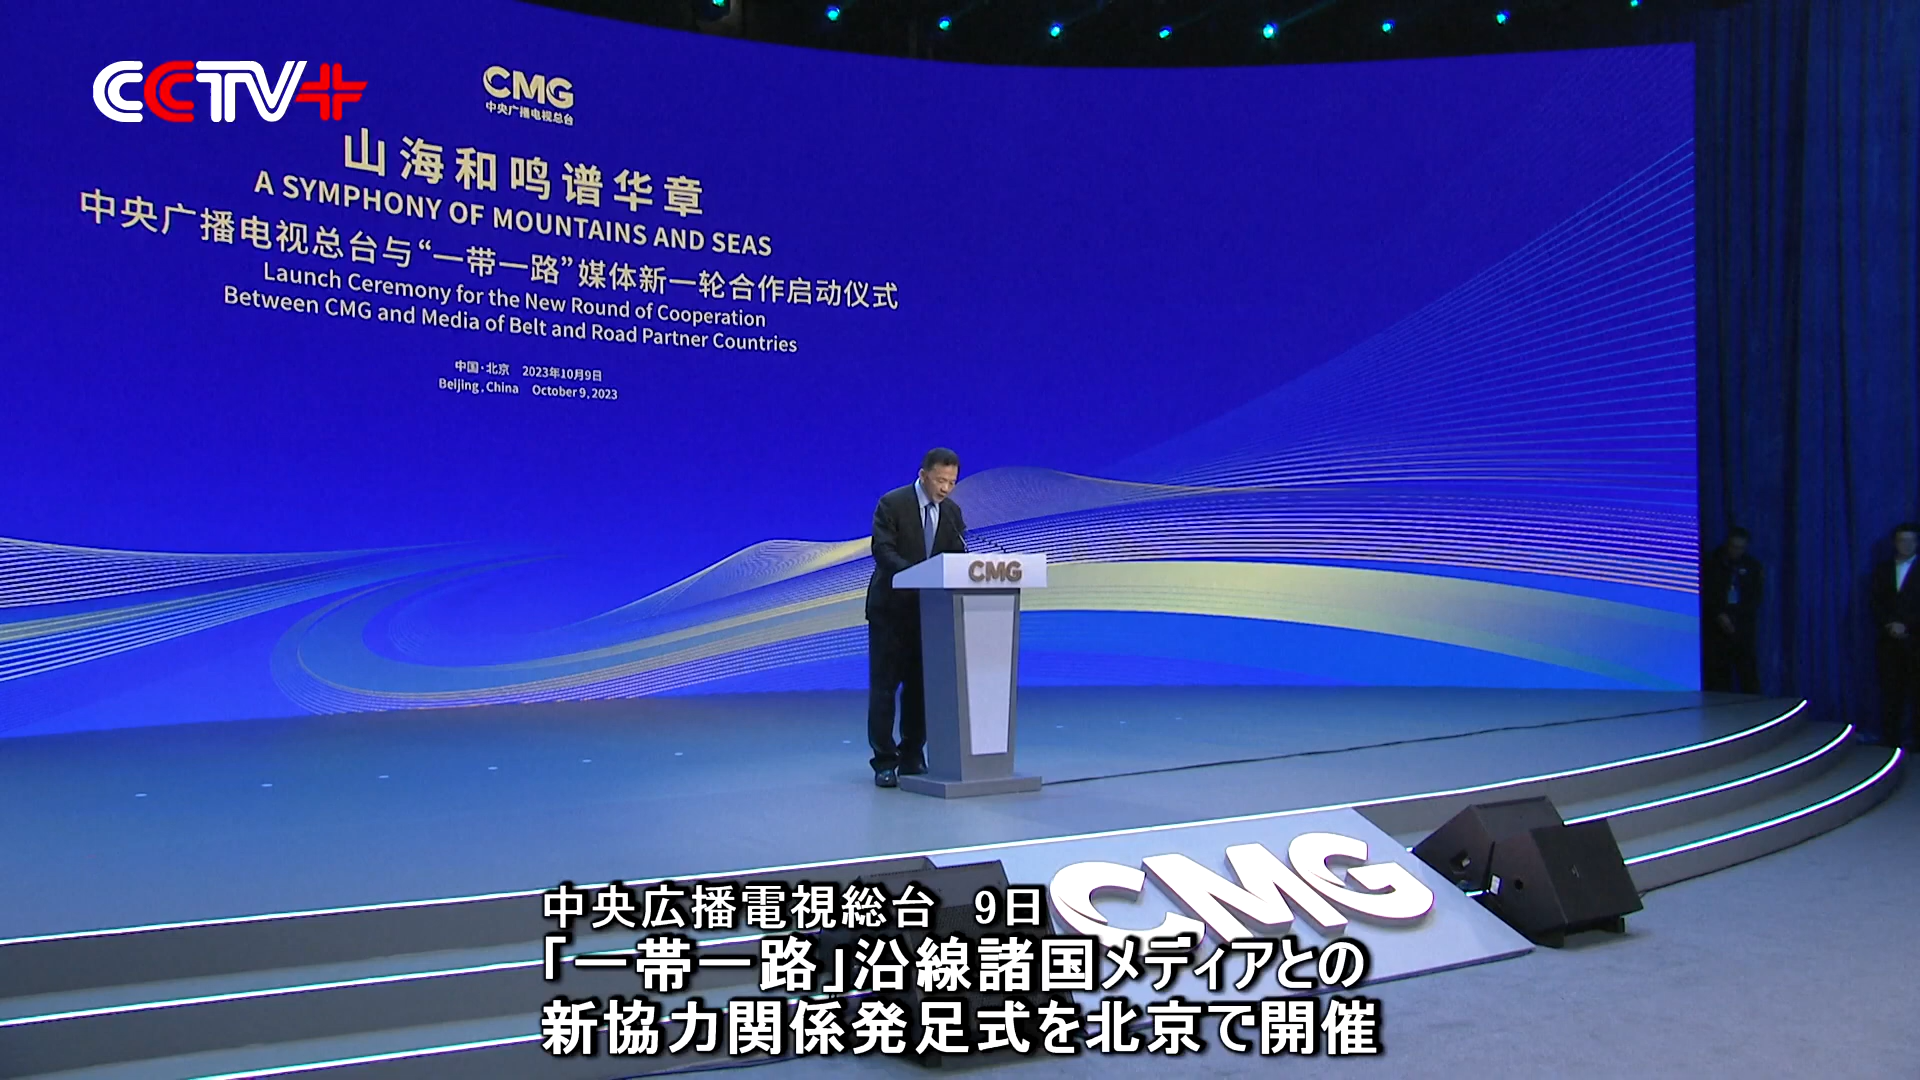 CCTV+
CMG
中央广播电视总台
山海和鸣谱华章
A SYMPHONY OF MOUNTAINS AND SEAS
中央广播电视总台与“一带一路”媒体新一轮合作启动仪式
Launch Ceremony for the New Round of Cooperation
Between CMG and Media of Belt and Road Partner Countries
中国·北京 2023年10月9日
Beijing, China October 9, 2023
CMG
CMG
中央広播電視総台 9日
「一帯一路」沿線諸国メディアとの
新協力関係発足式を北京で開催